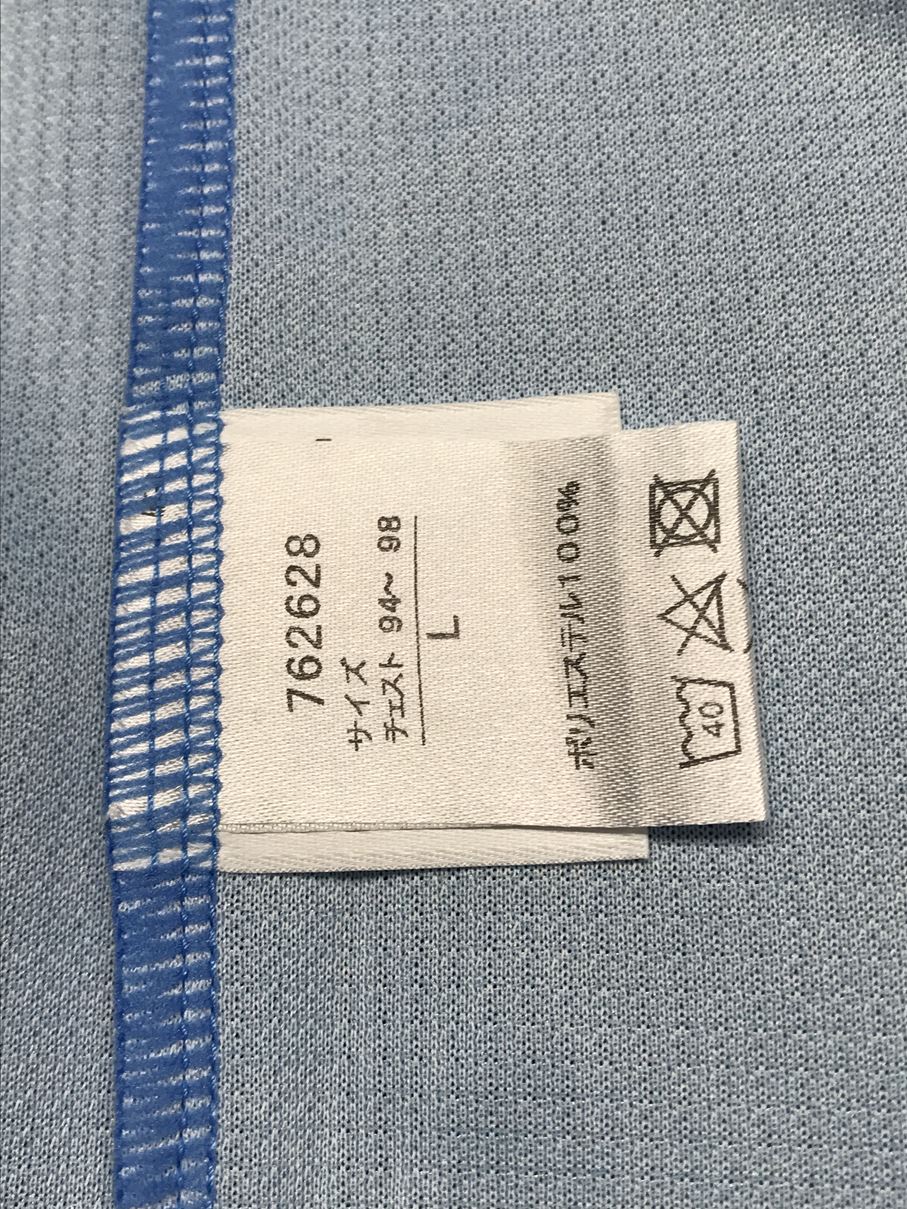 762628
サイズ
チェスト 94〜 98
L
ポリエステル100%
40